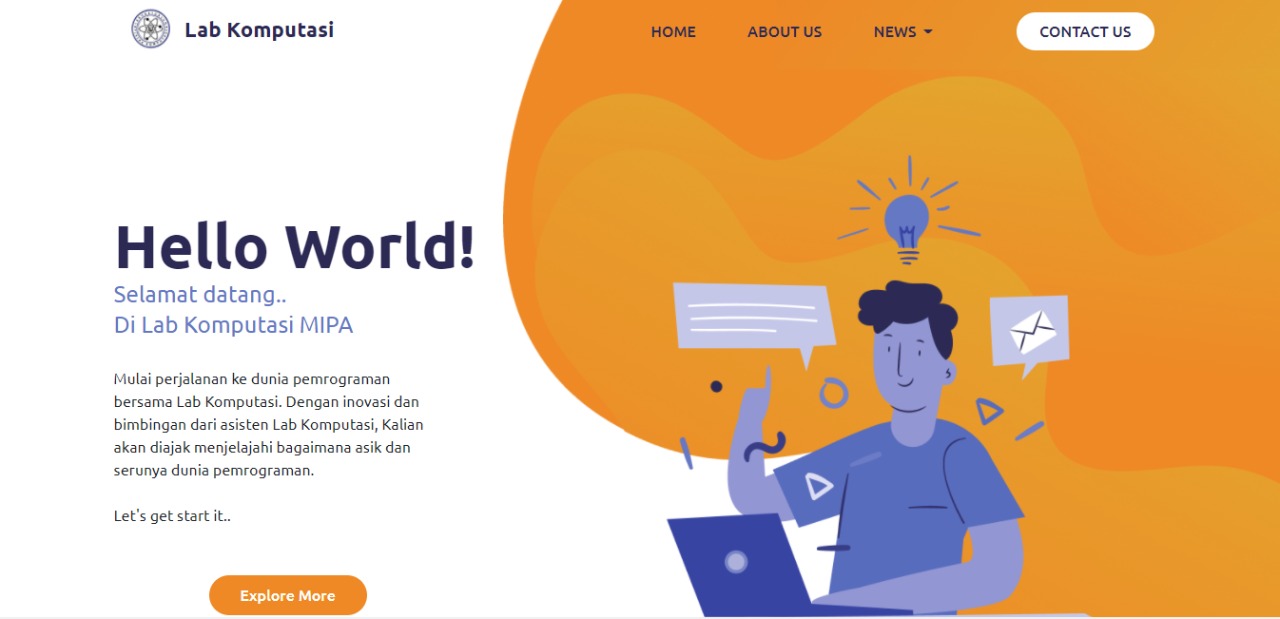 Lab Komputasi
HOME
ABOUT US
NEWS
CONTACT US
Hello World!
Selamat datang..
Di Lab Komputasi MIPA
Mulai perjalanan ke dunia pemrograman
bersama Lab Komputasi. Dengan inovasi dan
bimbingan dari asisten Lab Komputasi, Kalian
akan diajak menjelajahi bagaimana asik dan
serunya dunia pemrograman.
Let's get start it..
Explore More